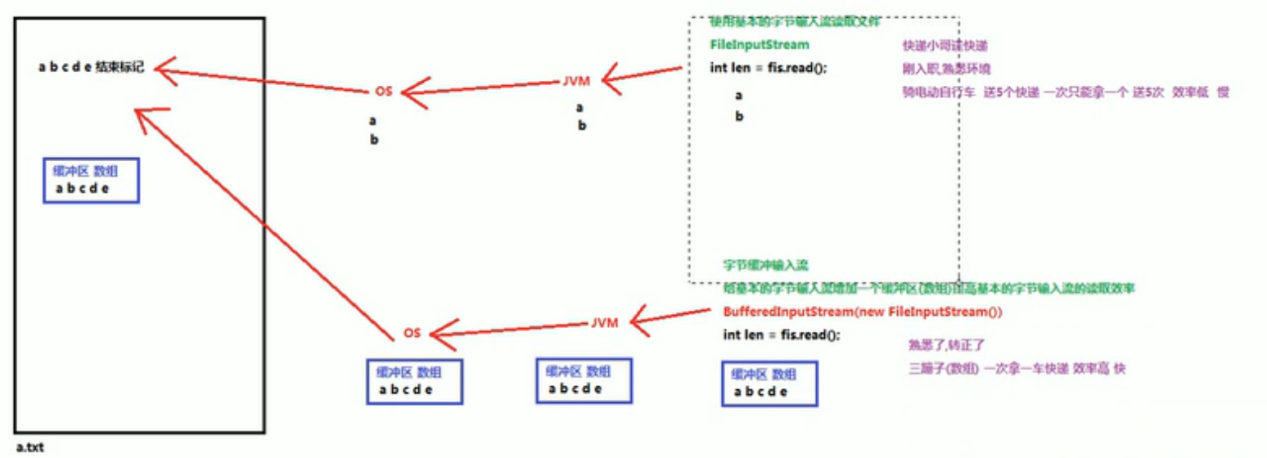 使用基本的字节输入流读取文件
FileInputStream
int len = fis.read();
a
b
快递小哥送快递
刚入职,熟悉环境
骑电动自行车 送5个快递 一次只能拿一个 送5次 效率低 慢
JVM
a
b
OS
a
b
a b c d e 结束标记
缓冲区 数组
a b c d e
a.txt
字节缓冲输入流
给基本的字节输入流增加一个缓冲区(数组)提高基本的字节输入流的读取效率
BufferedInputStream(new FileInputStream())
int len = fis.read();
缓冲区 数组
a b c d e
熟悉了,转正了
三蹦子(数组) 一次拿一车快递 效率高 快
JVM
缓冲区 数组
a b c d e
OS
缓冲区 数组
a b c d e